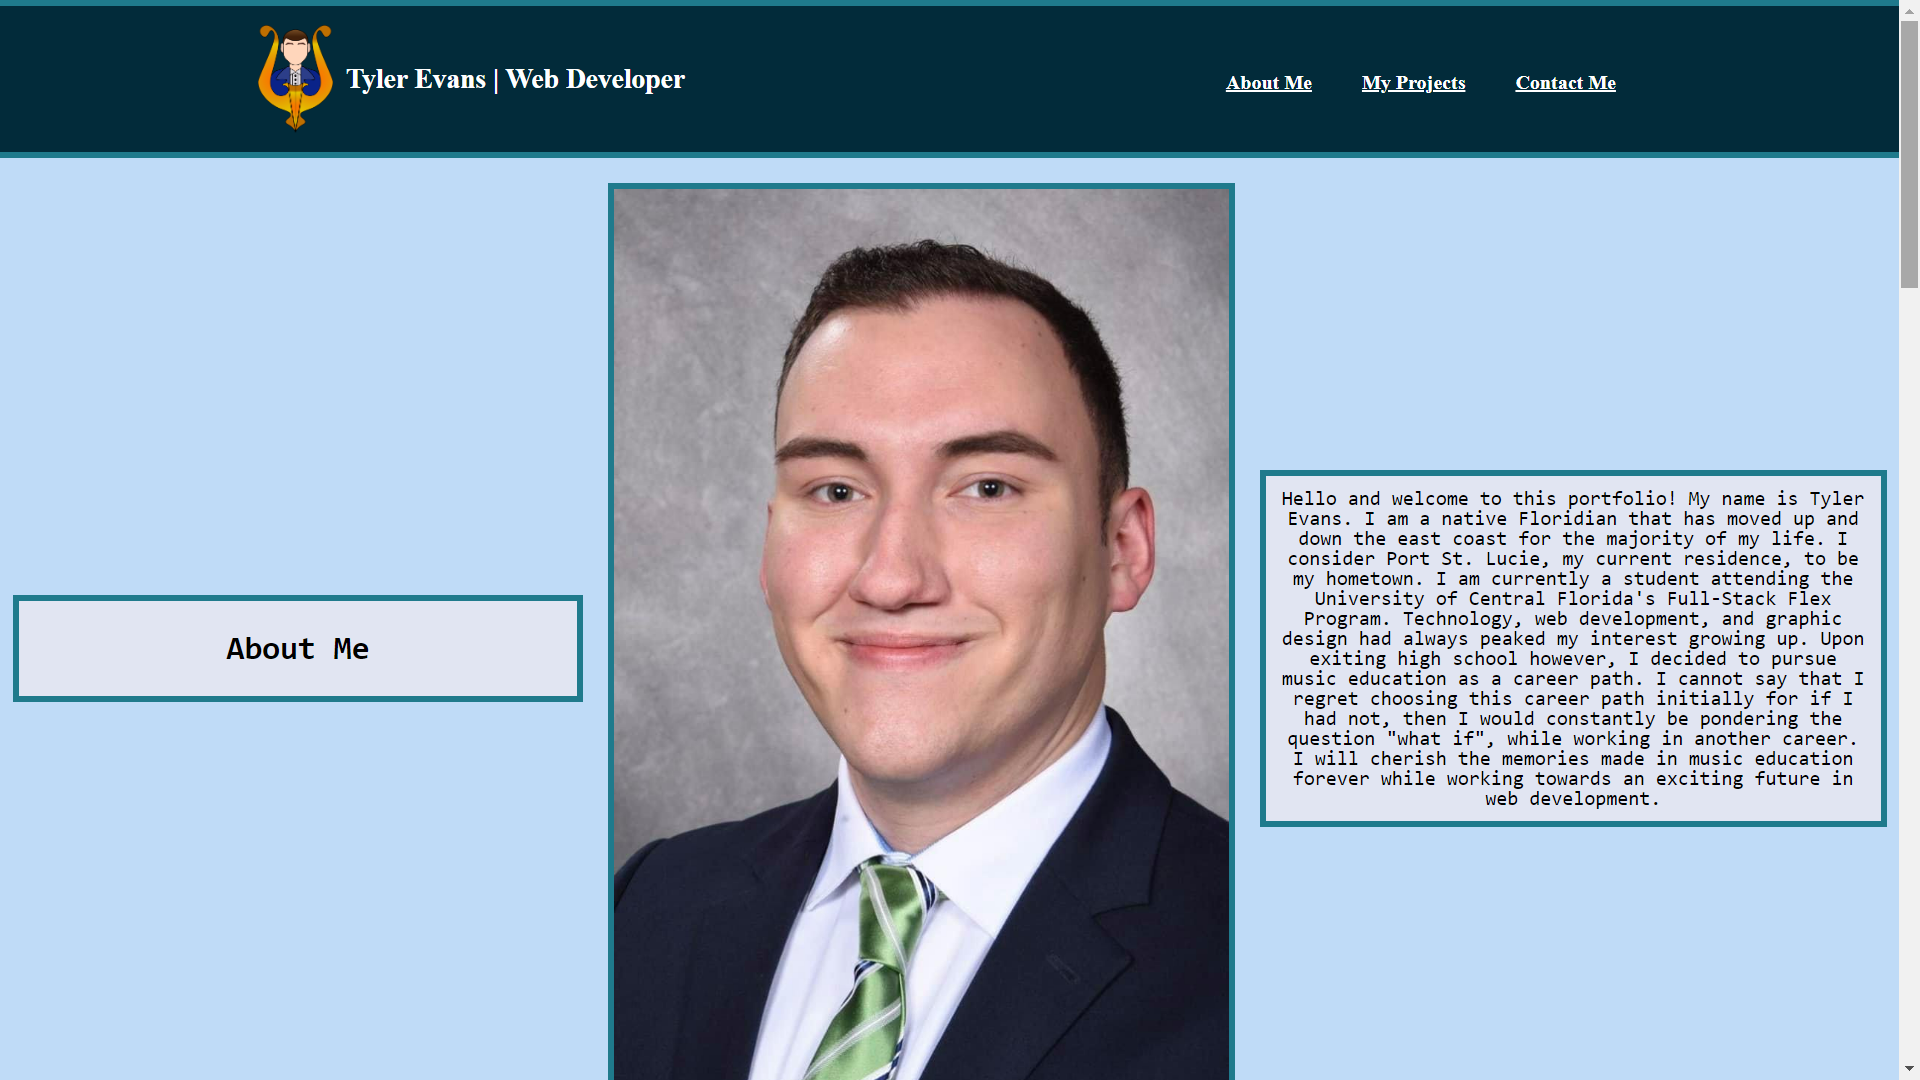 Tyler Evans | Web Developer
About Me
My Projects
Contact Me
About Me
Hello and welcome to this portfolio! My name is Tyler
Evans. I am a native Floridian that has moved up and
down the east coast for the majority of my life. I
consider Port St. Lucie, my current residence, to be
my hometown. I am currently a student attending the
University of Central Florida's Full-Stack Flex
Program. Technology, web development, and graphic
design had always peaked my interest growing up. Upon
exiting high school however, I decided to pursue
music education as a career path. I cannot say that I
regret choosing this career path initially for if I
had not, then I would constantly be pondering the
question "what if", while working in another career.
I will cherish the memories made in music education
forever while working towards an exciting future in
web development.